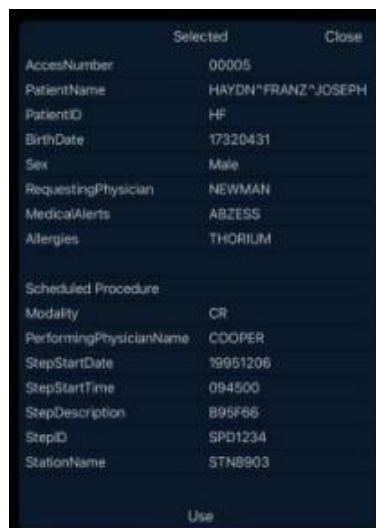 Selected Close
AccesNumber 00005
PatientName HAYDN^FRANZ^JOSEPH
PatientID HF
BirthDate 17320431
Sex Male
RequestingPhysician NEWMAN
MedicalAlerts ABZESS
Allergies THORIUM
Scheduled Procedure
Modality CR
PerformingPhysicianName COOPER
StepStartDate 19951206
StepStartTime 094500
StepDescription B95F66
StepID SPD1234
StationName STN8903
Use